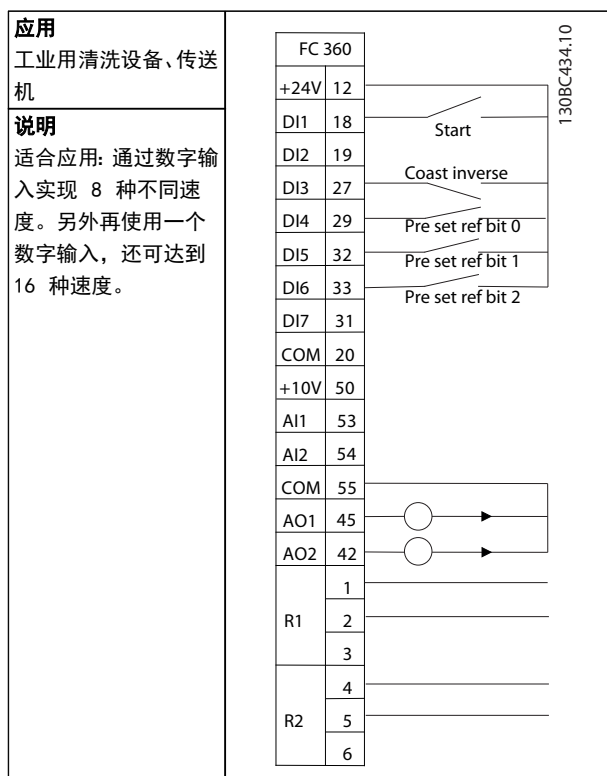 应用
工业用清洗设备、传送
机
说明
适合应用: 通过数字输
入实现 8 种不同速
度。另外再使用一个
数字输入，还可达到
16 种速度。
130BC434.10
FC 360
+24V 12
DI1 18
Start
DI2 19
Coast inverse
DI3 27
DI4 29
Pre set ref bit 0
DI5 32
Pre set ref bit 1
DI6 33
Pre set ref bit 2
DI7 31
COM 20
+10V 50
AI1 53
AI2 54
COM 55
AO1 45
AO2 42
R1
1
2
3
R2
4
5
6